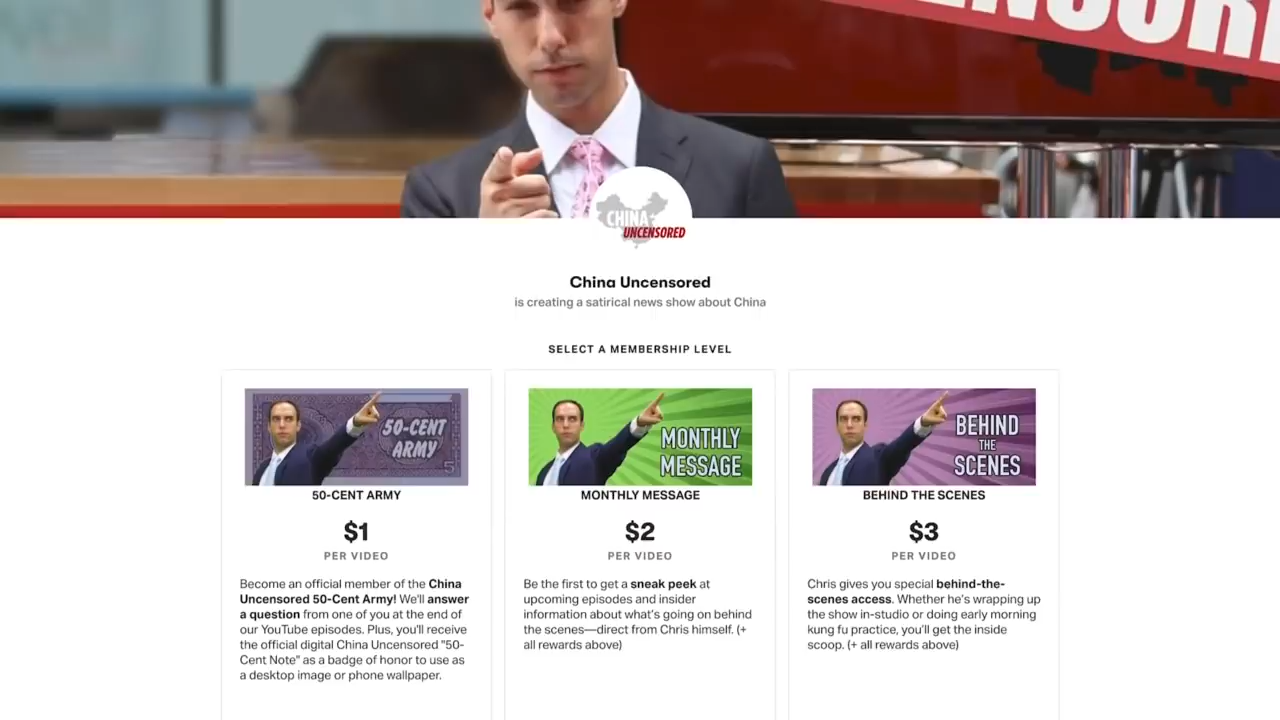 CHINA
UNCENSORED
China Uncensored
is creating a satirical news show about China
SELECT A MEMBERSHIP LEVEL
50-CENT
ARMY
5
50-CENT ARMY
$1
PER VIDEO
Become an official member of the China
Uncensored 50-Cent Army! We'll answer
a question from one of you at the end of
our YouTube episodes. Plus, you'll receive
the official digital China Uncensored "50-
Cent Note" as a badge of honor to use as
a desktop image or phone wallpaper.
MONTHLY
MESSAGE
MONTHLY MESSAGE
$2
PER VIDEO
Be the first to get a sneak peek at
upcoming episodes and insider
information about what's going on behind
the scenes—direct from Chris himself. (+
all rewards above)
BEHIND
THE
SCENES
BEHIND THE SCENES
$3
PER VIDEO
Chris gives you special behind-the-
scenes access. Whether he's wrapping up
the show in-studio or doing early morning
kung fu practice, you'll get the inside
scoop. (+ all rewards above)